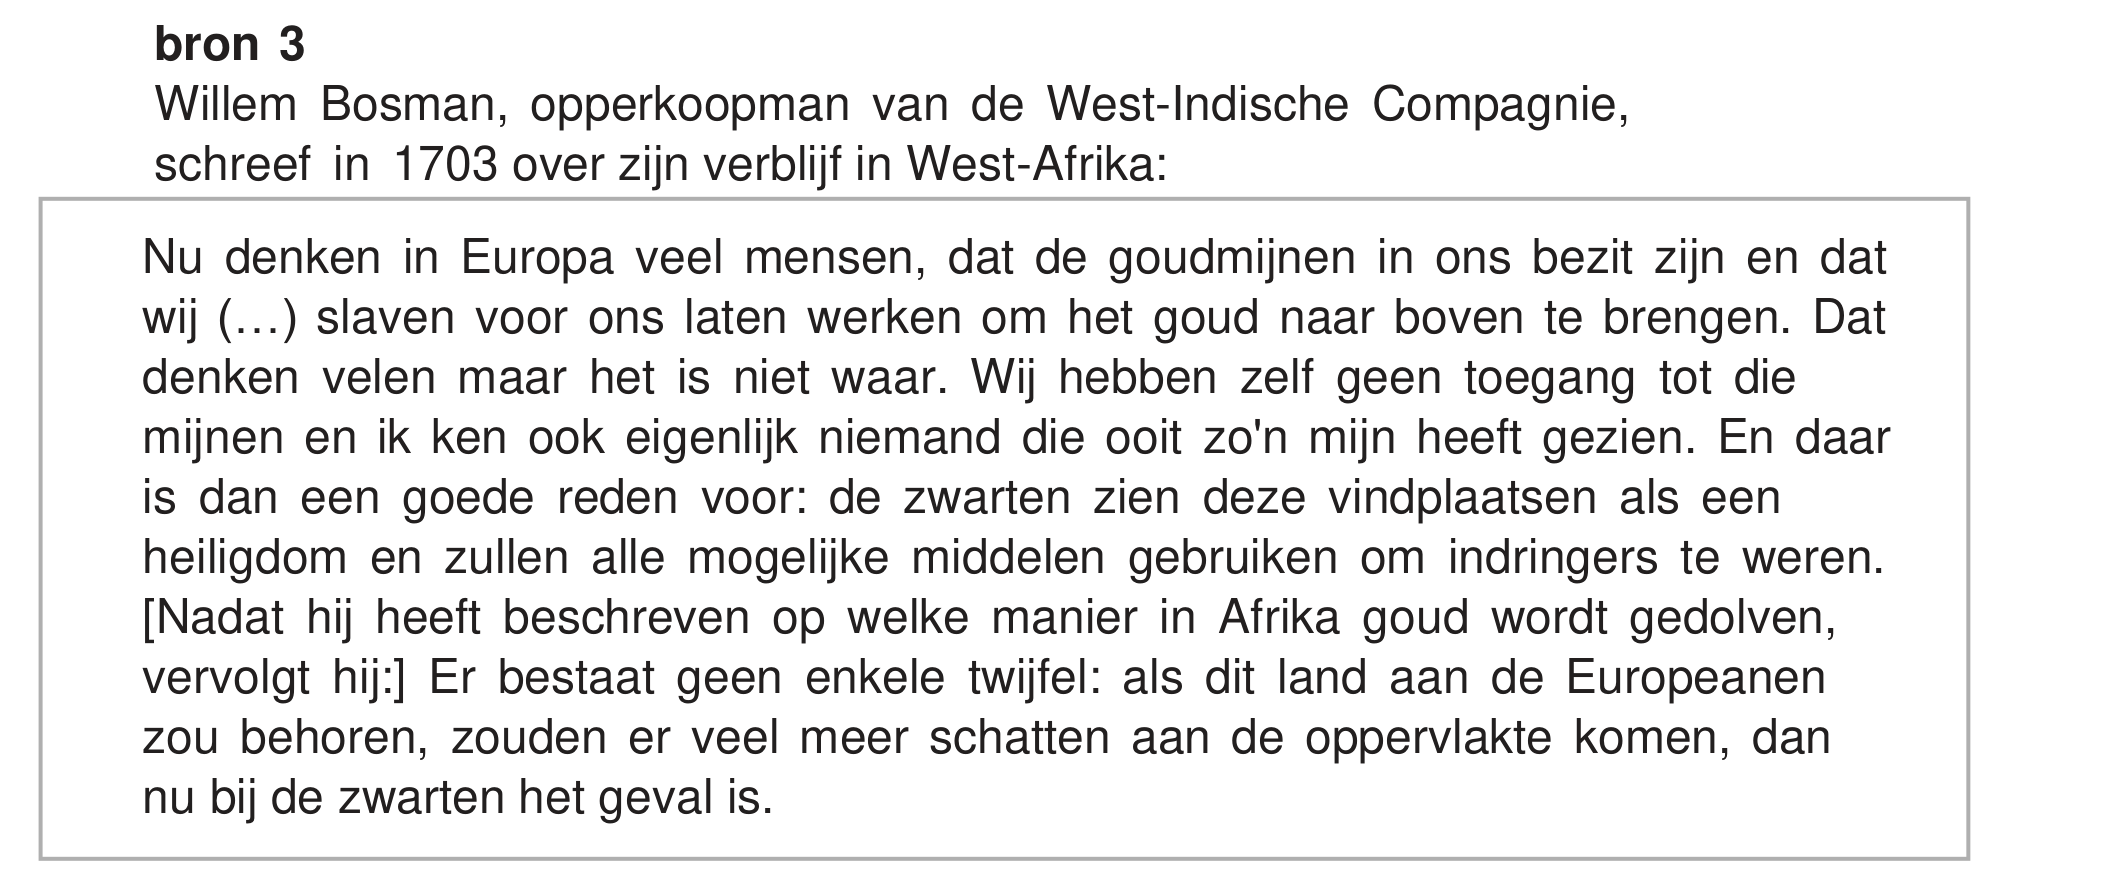 bron 3
Willem Bosman, opperkoopman van de West-Indische Compagnie,
schreef in 1703 over zijn verblijf in West-Afrika:
Nu denken in Europa veel mensen, dat de goudmijnen in ons bezit zijn en dat
wij (…) slaven voor ons laten werken om het goud naar boven te brengen. Dat
denken velen maar het is niet waar. Wij hebben zelf geen toegang tot die
mijnen en ik ken ook eigenlijk niemand die ooit zo'n mijn heeft gezien. En daar
is dan een goede reden voor: de zwarten zien deze vindplaatsen als een
heiligdom en zullen alle mogelijke middelen gebruiken om indringers te weren.
[Nadat hij heeft beschreven op welke manier in Afrika goud wordt gedolven,
vervolgt hij:] Er bestaat geen enkele twijfel: als dit land aan de Europeanen
zou behoren, zouden er veel meer schatten aan de oppervlakte komen, dan
nu bij de zwarten het geval is.